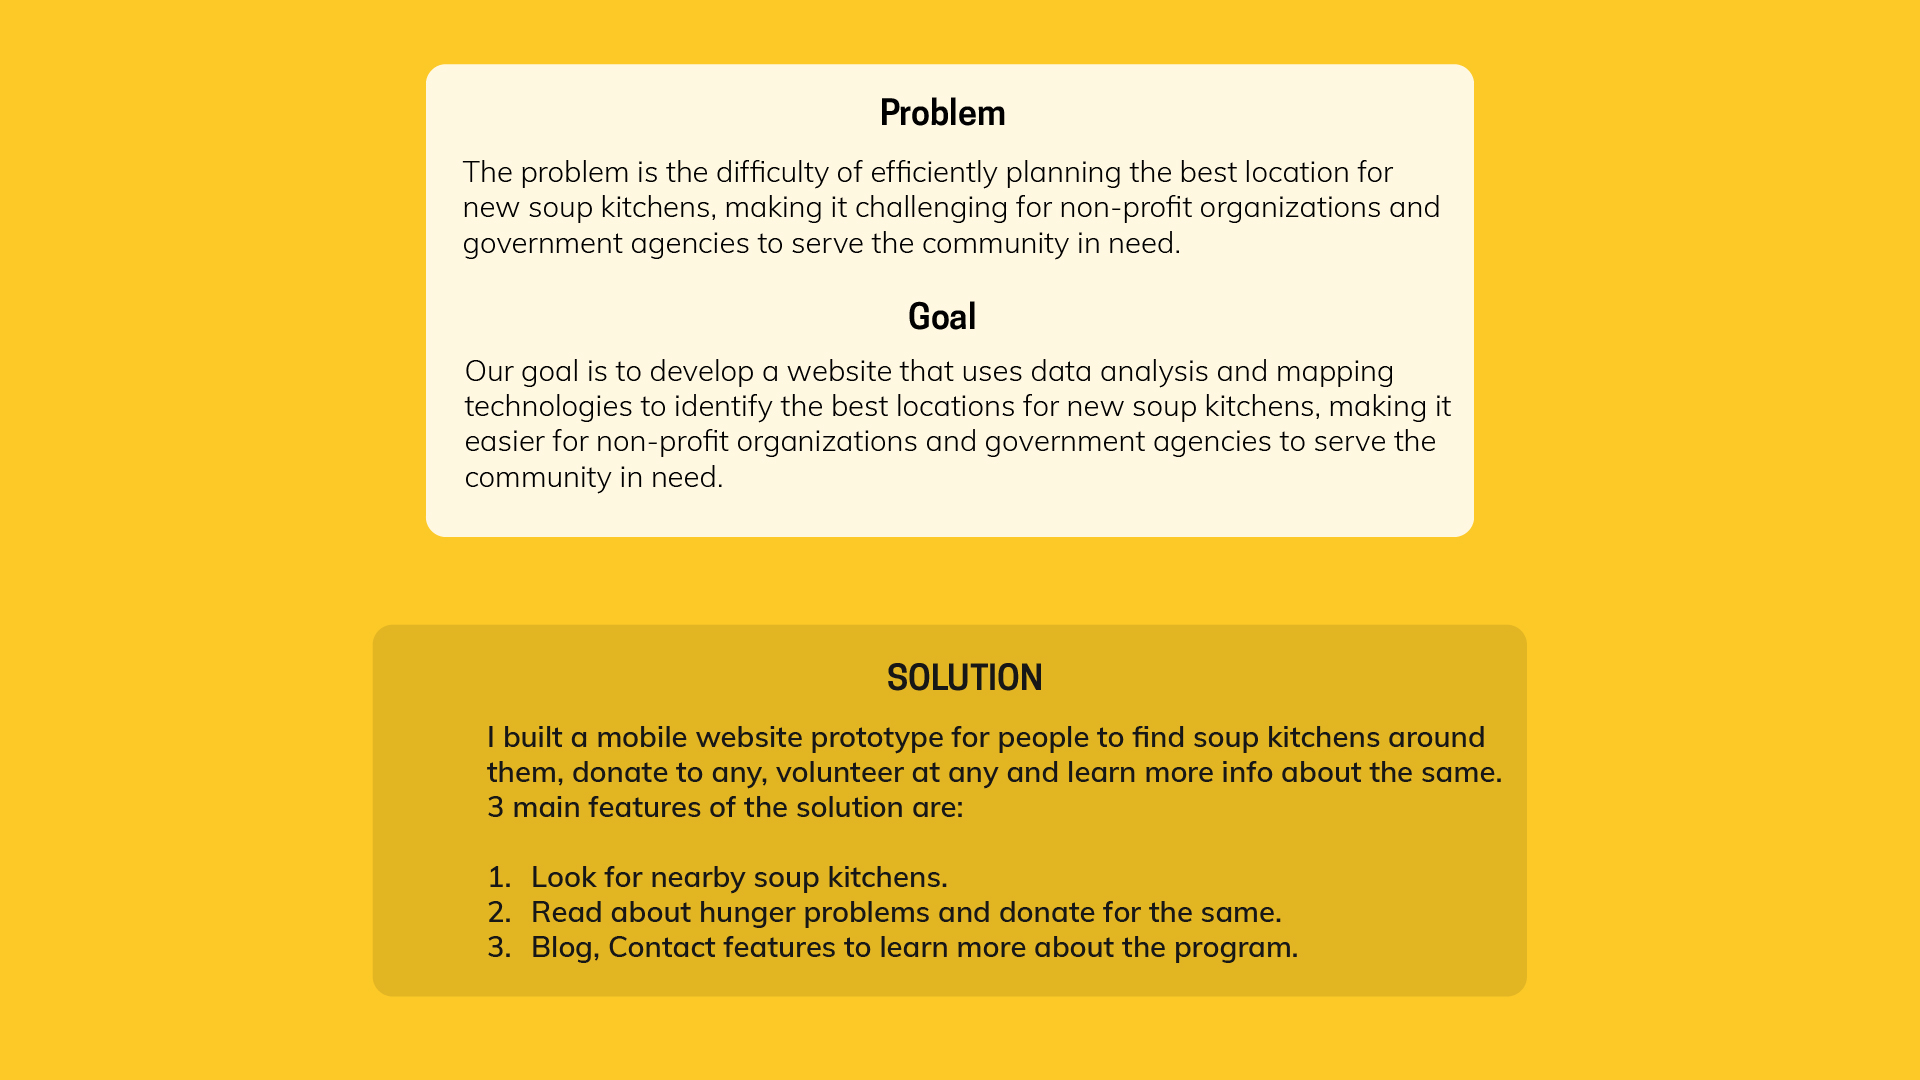 Problem
The problem is the difficulty of efficiently planning the best location for
new soup kitchens, making it challenging for non-profit organizations and
government agencies to serve the community in need.
Goal
Our goal is to develop a website that uses data analysis and mapping
technologies to identify the best locations for new soup kitchens, making it
easier for non-profit organizations and government agencies to serve the
community in need.
SOLUTION
I built a mobile website prototype for people to find soup kitchens around
them, donate to any, volunteer at any and learn more info about the same.
3 main features of the solution are:
1. Look for nearby soup kitchens.
2. Read about hunger problems and donate for the same.
3. Blog, Contact features to learn more about the program.